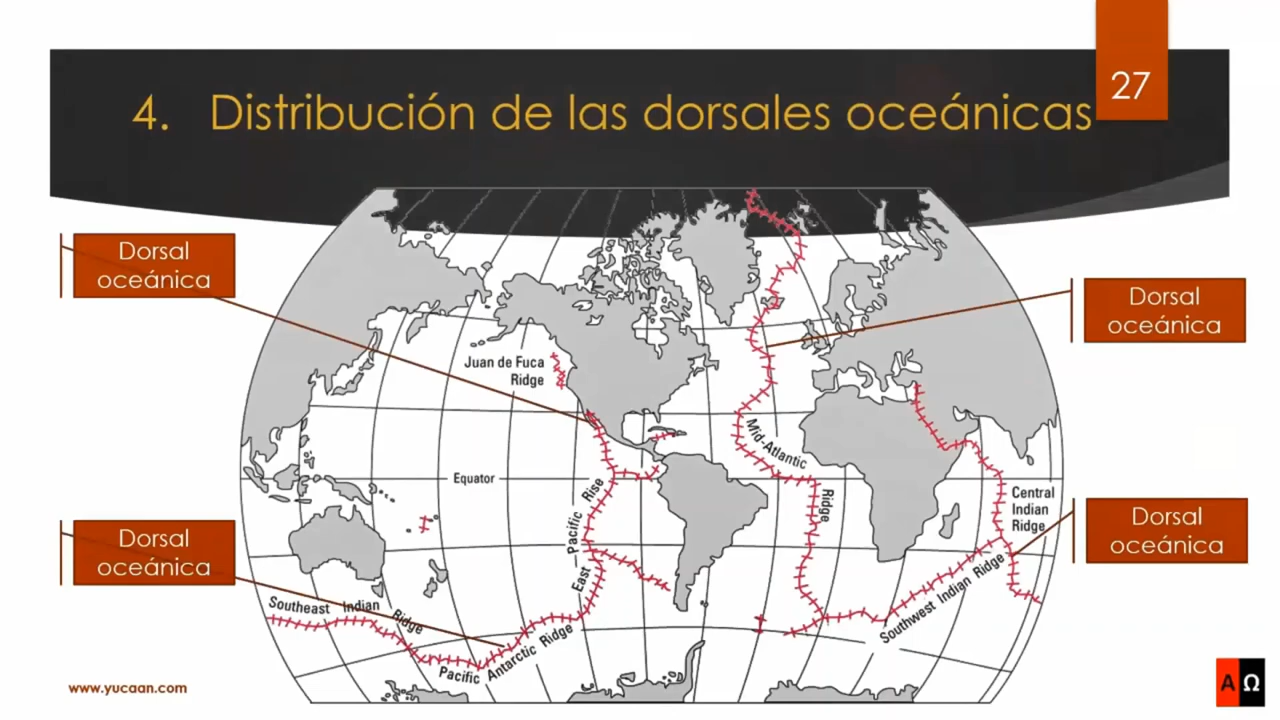 27
4. Distribución de las dorsales oceánicas
Dorsal
oceánica
Dorsal
oceánica
Juan de Fuca
Ridge
Mid-Atlantic
Ridge
Equator
East Pacific Rise
Central
Indian
Ridge
Dorsal
oceánica
Dorsal
oceánica
Southeast Indian Ridge
Southwest Indian Ridge
Pacific Antarctic Ridge
www.yucaan.com
ΑΩ